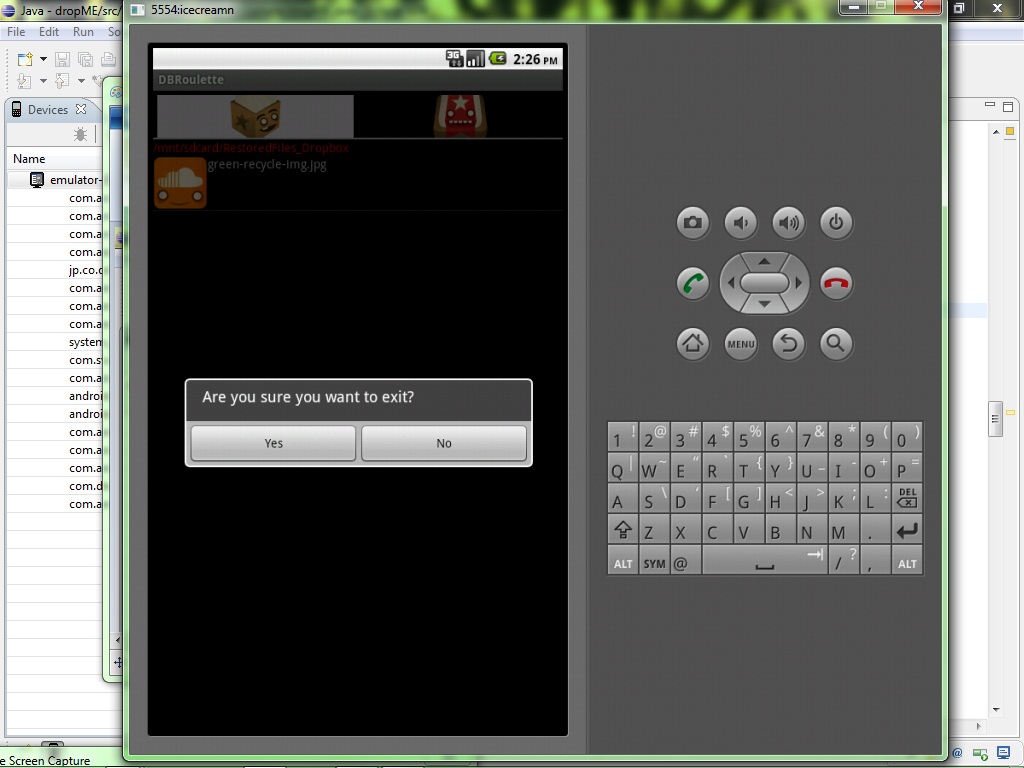 Java - dropME/src/
5554:icecreamn
File Edit Run So
Devices
Name
emulator-
com.a
com.a
com.a
com.a
jp.co.c
com.a
com.a
com.a
system
com.s
com.a
androi
androi
com.a
com.a
com.a
com.d
com.a
3G
2:26 PM
DBRoulette
/mnt/sdcard/RestoredFiles_Dropbox
green-recycle-img.jpg
Are you sure you want to exit?
Yes
No
MENU
1 ! 2 @ 3 # 4 $ 5 % 6 ^ 7 & 8 * 9 ( 0 )
Q | W ~ E " R ` T { Y } U _ I - O + P =
A S \ D ' F [ G ] H < J > K ; L : DEL
Z X C V B N M .
ALT SYM @ / ? , ALT
e Screen Capture